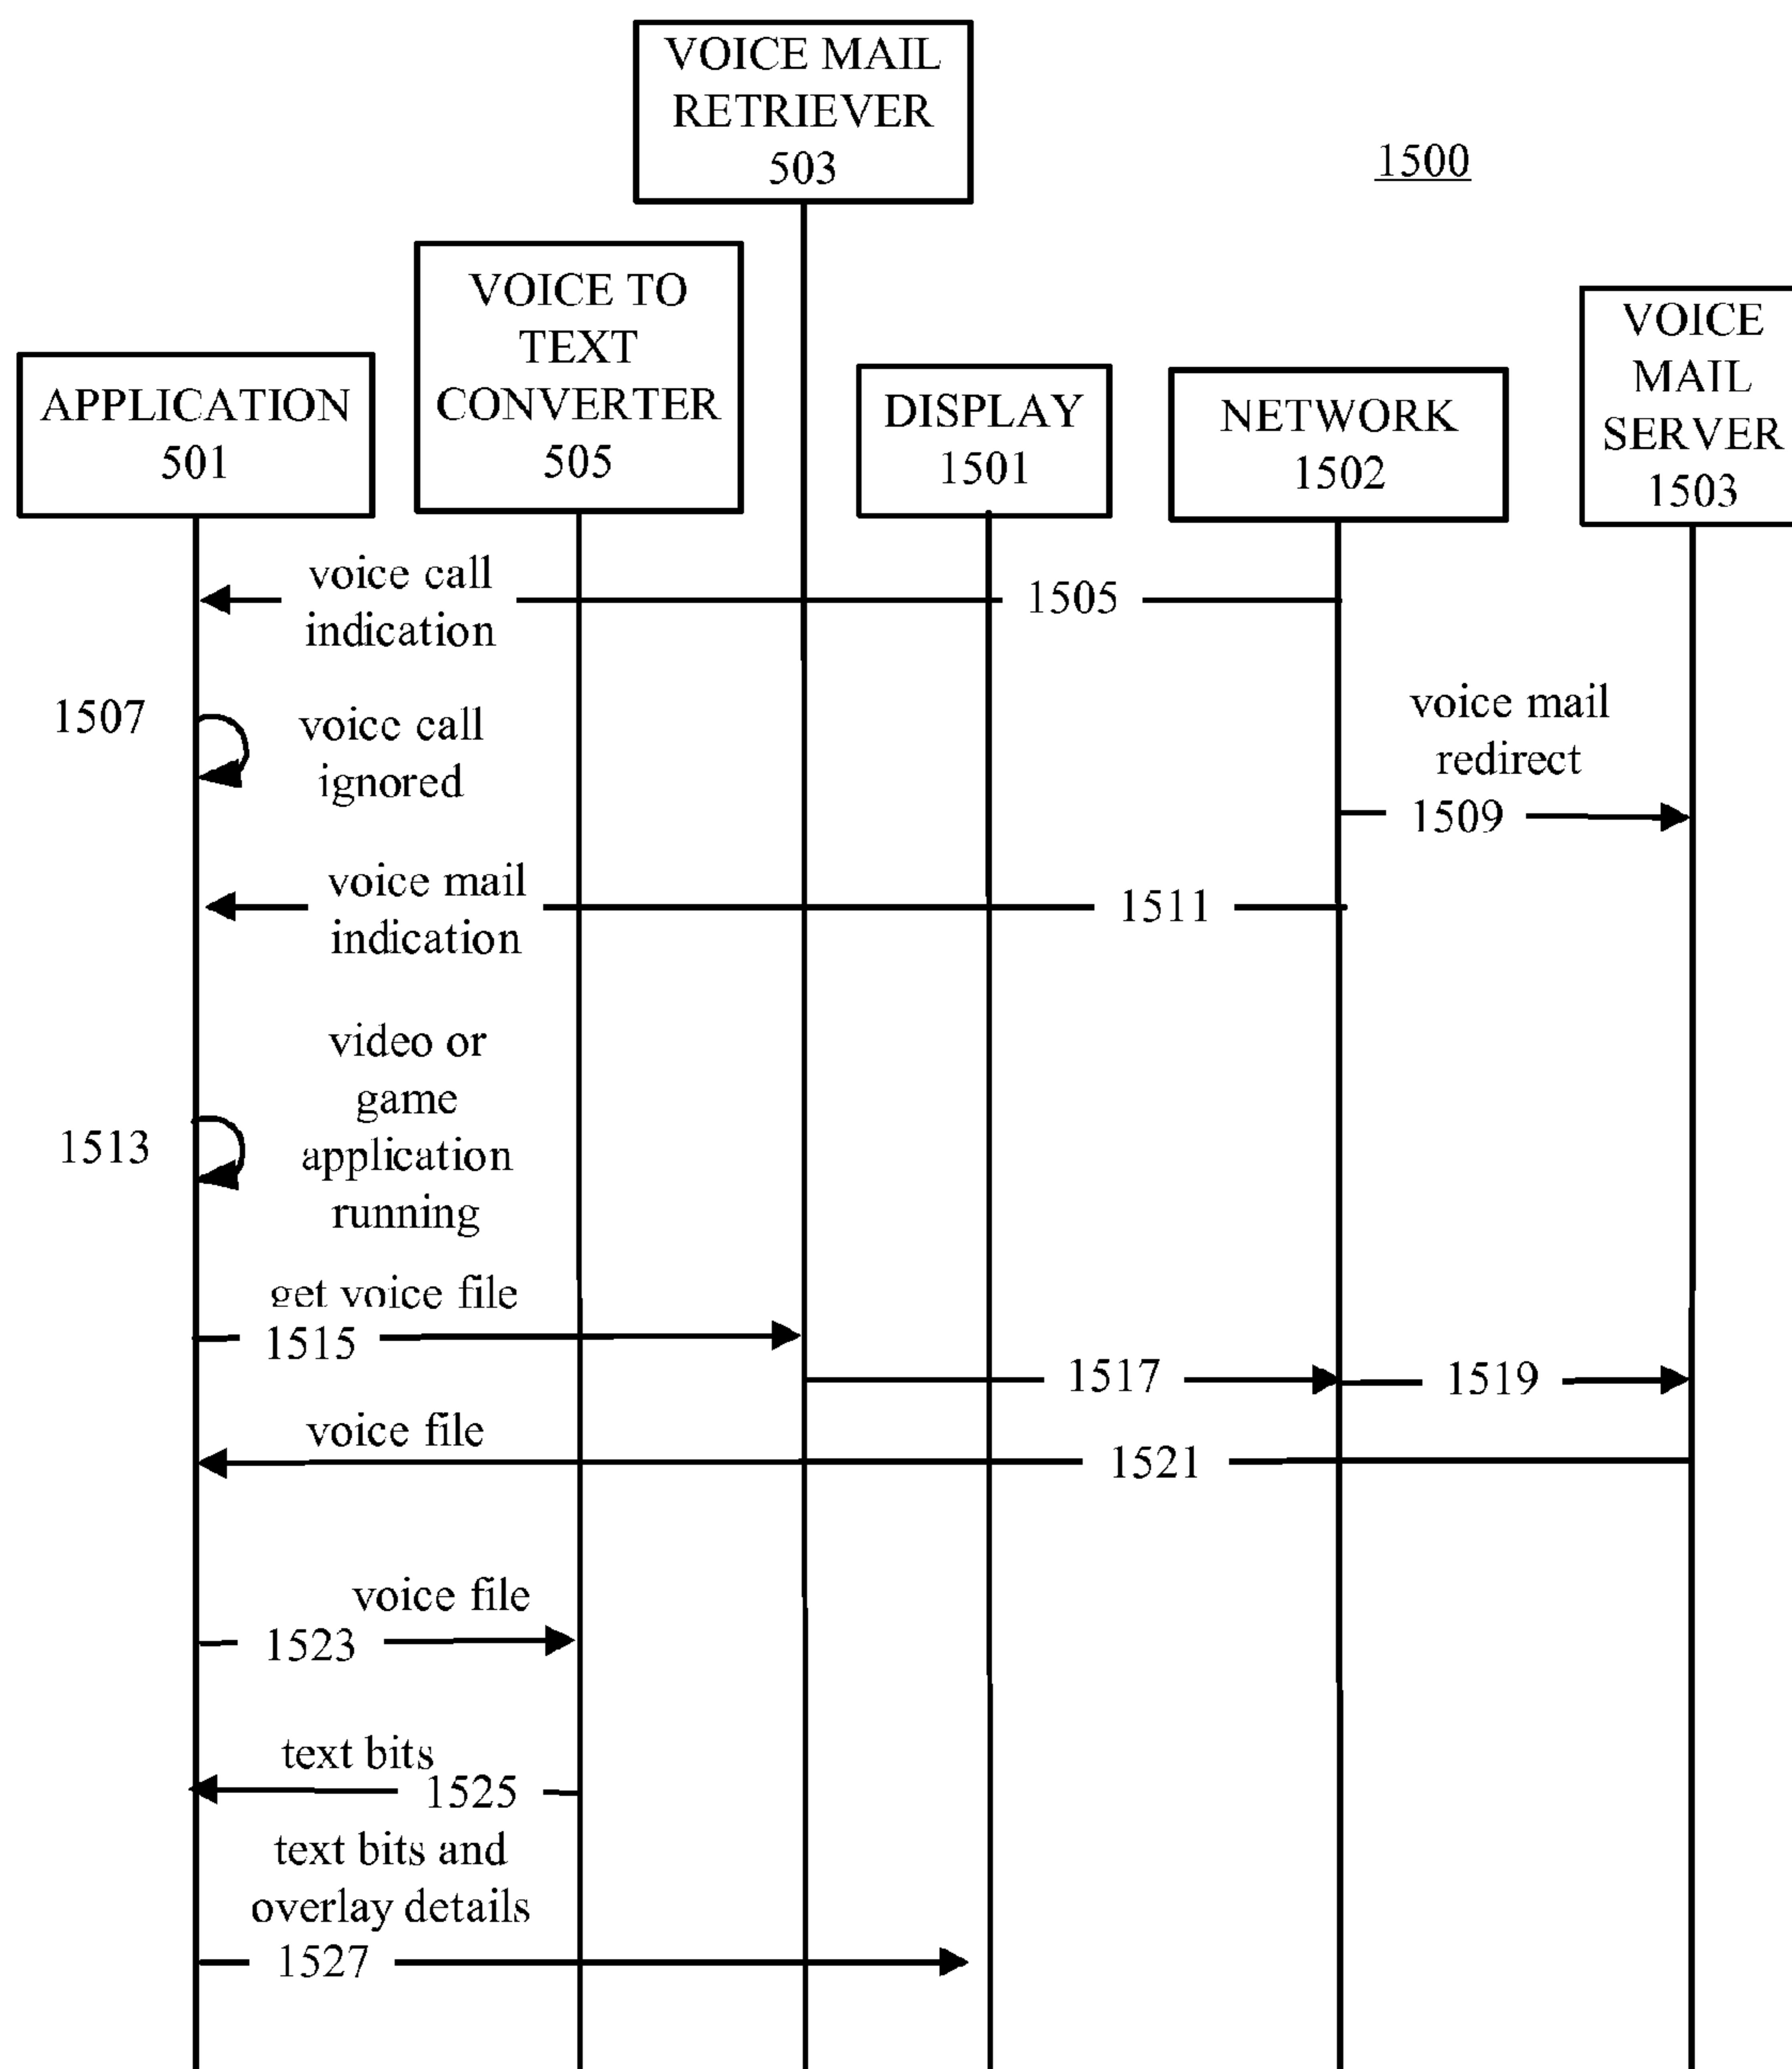 VOICE MAIL
RETRIEVER
503
1500
VOICE TO
TEXT
CONVERTER
505
VOICE
MAIL
SERVER
1503
APPLICATION
501
DISPLAY
1501
NETWORK
1502
voice call
indication
1505
1507
voice call
ignored
voice mail
redirect
1509
voice mail
indication
1511
1513
video or
game
application
running
get voice file
1515
1517
1519
voice file
1521
voice file
1523
text bits
1525
text bits and
overlay details
1527